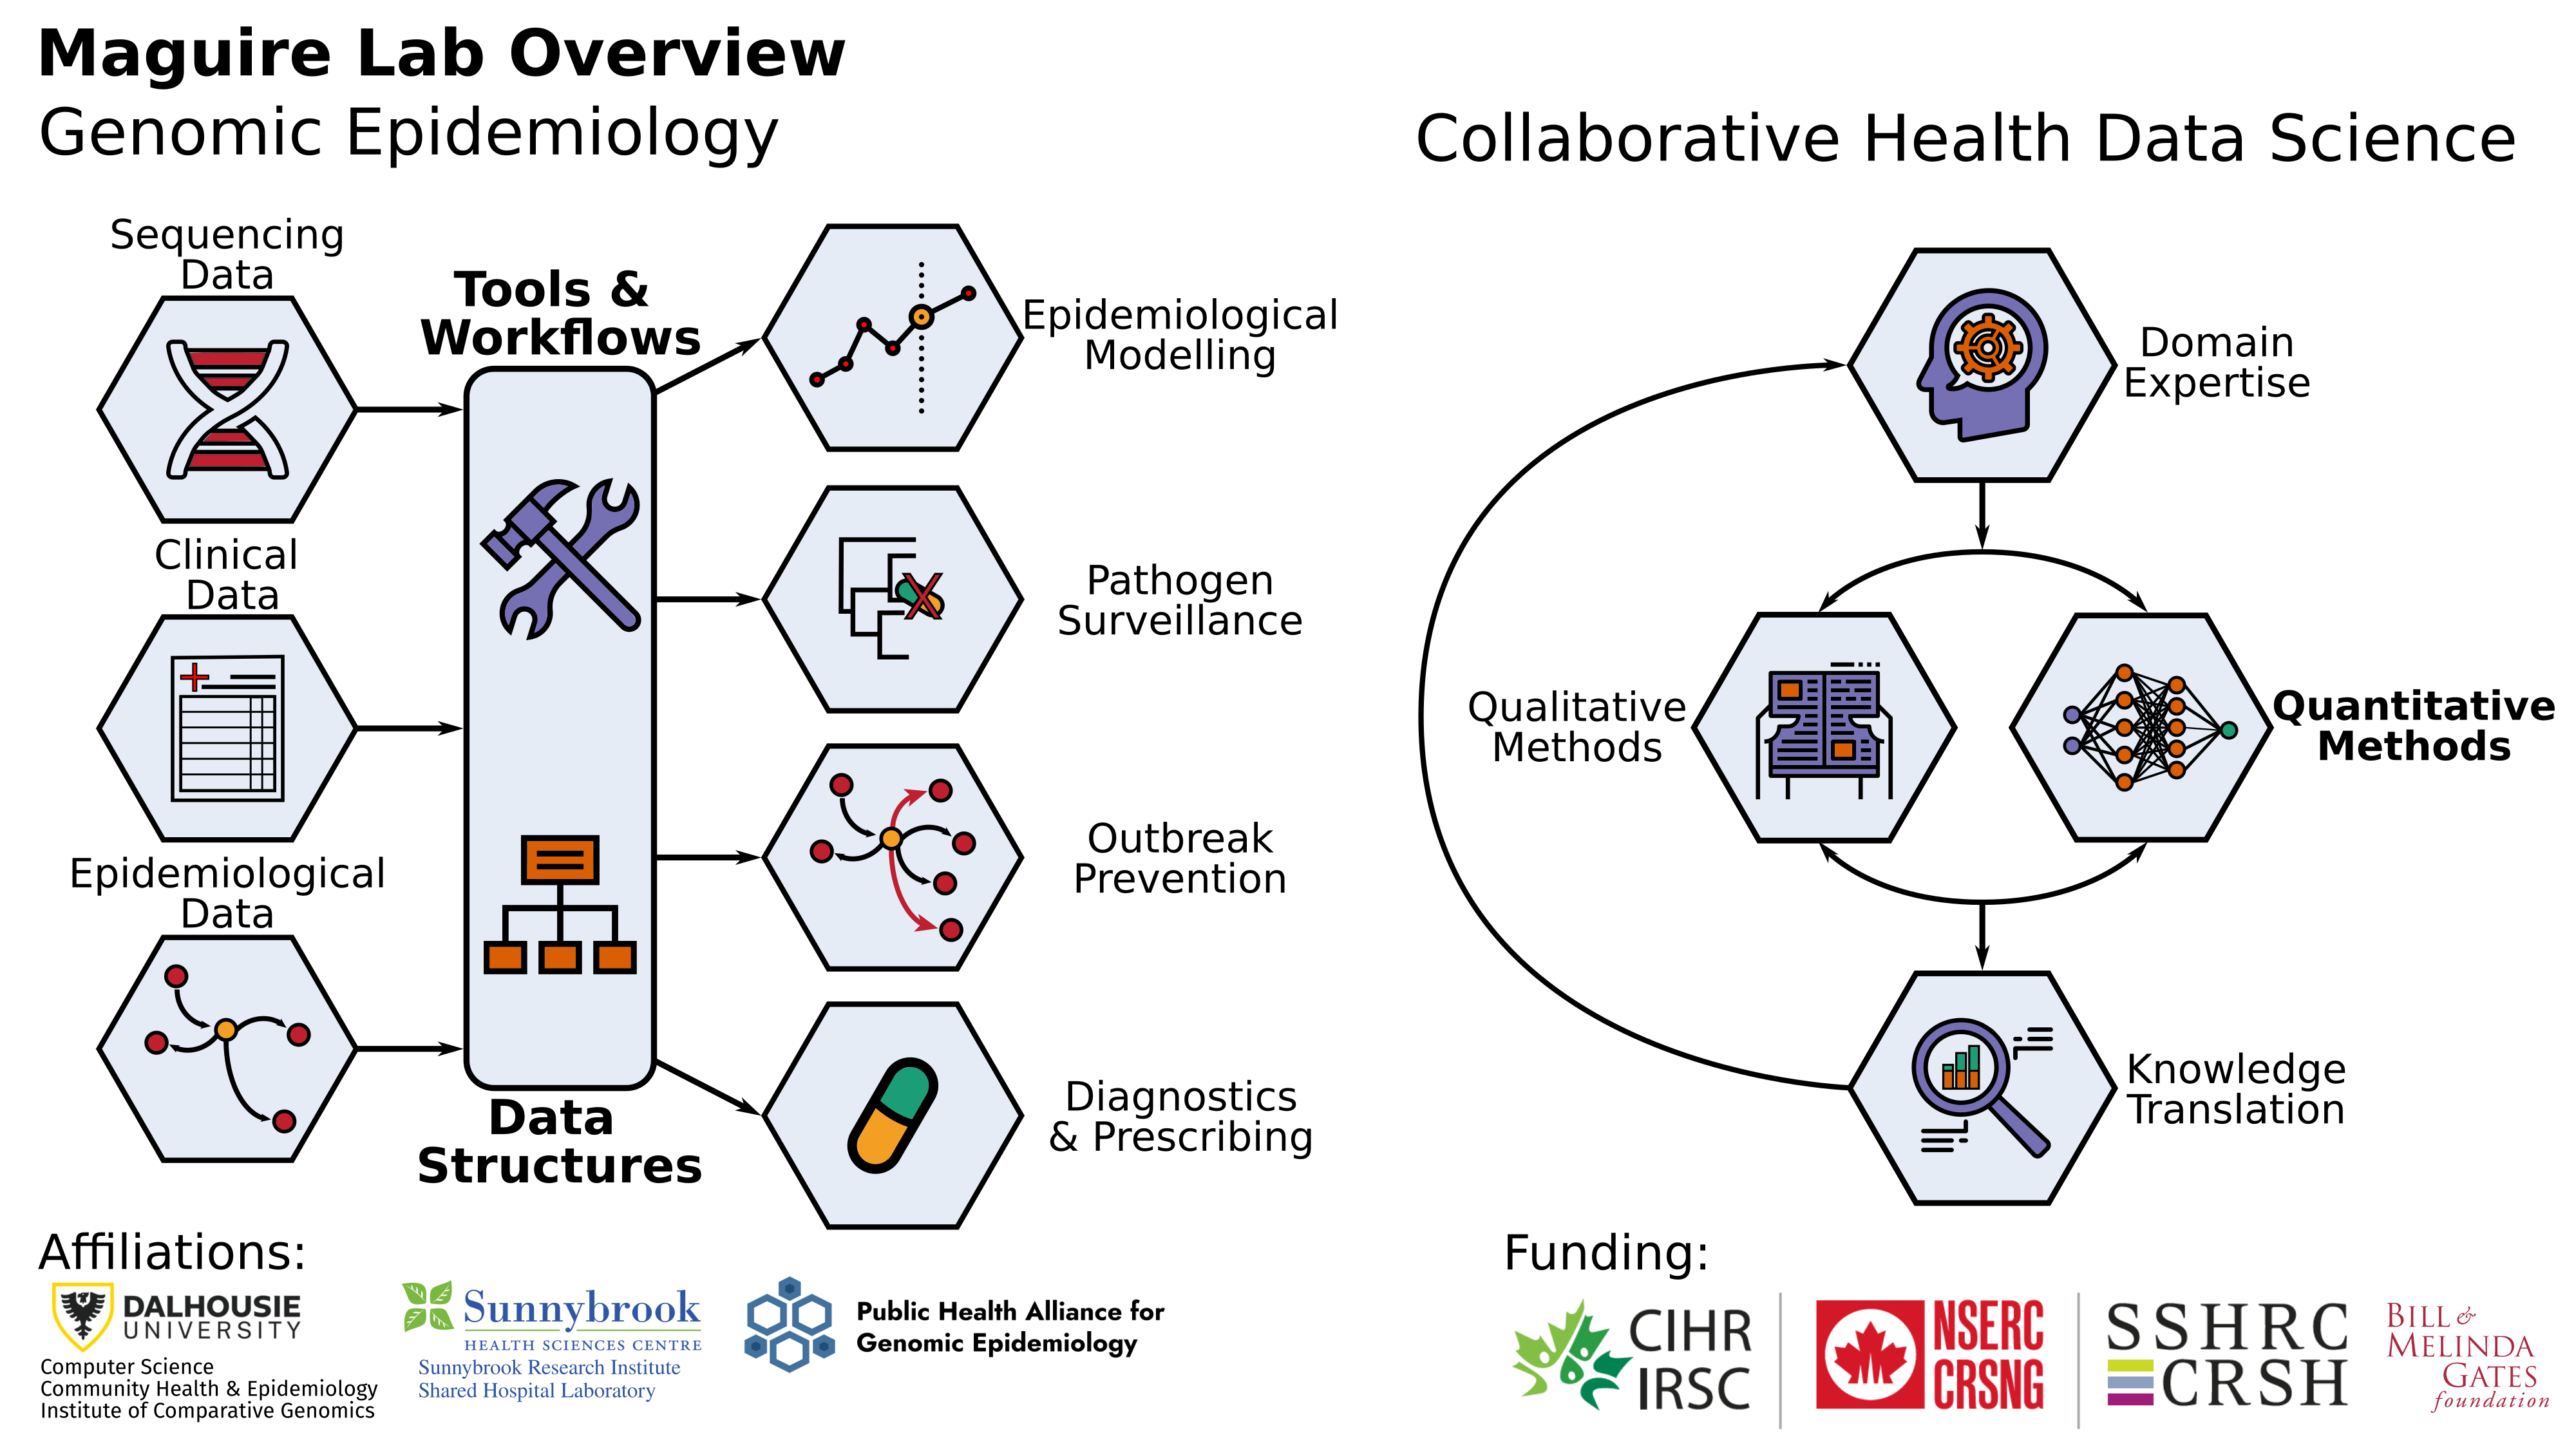 Maguire Lab Overview
Genomic Epidemiology
Sequencing
Data
Clinical
Data
Epidemiological
Data
Tools &
Workflows
Data
Structures
Epidemiological
Modelling
Pathogen
Surveillance
Outbreak
Prevention
Diagnostics
& Prescribing
Collaborative Health Data Science
Domain
Expertise
Qualitative
Methods
Quantitative
Methods
Knowledge
Translation
Affiliations:
DALHOUSIE
UNIVERSITY
Computer Science
Community Health & Epidemiology
Institute of Comparative Genomics
Sunnybrook
HEALTH SCIENCES CENTRE
Sunnybrook Research Institute
Shared Hospital Laboratory
Public Health Alliance for
Genomic Epidemiology
Funding:
CIHR
IRSC
NSERC
CRSNG
SSHRC
CRSH
BILL &
MELINDA
GATES
foundation